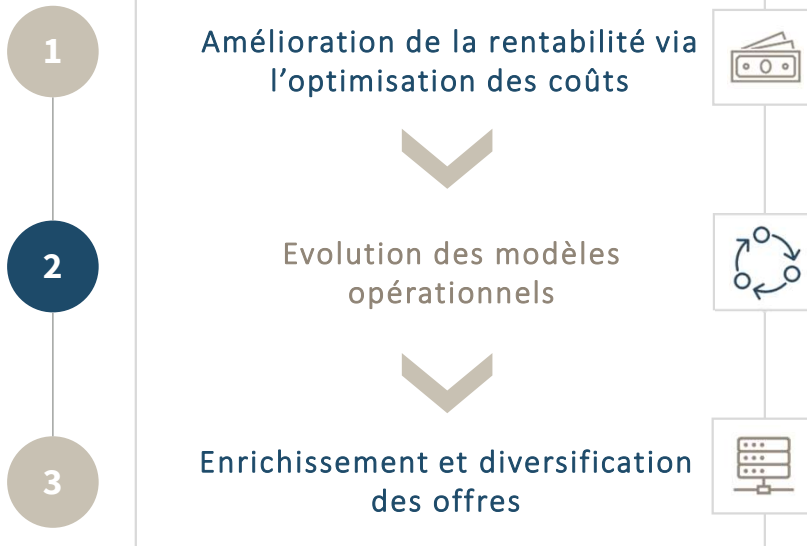 1
Amélioration de la rentabilité via
l’optimisation des coûts
2
Evolution des modèles
opérationnels
3
Enrichissement et diversification
des offres